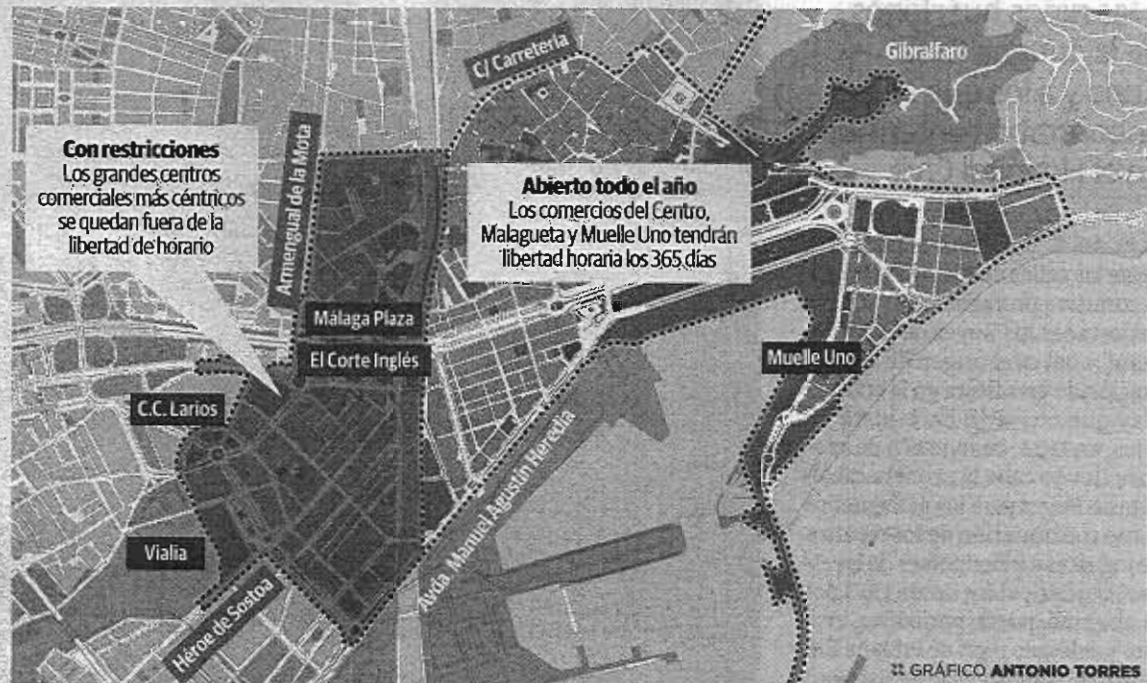 C/ Carretería
Gibralfaro
Armengual de la Mota
Con restricciones
Los grandes centros
comerciales más céntricos
se quedan fuera de la
libertad de horario
Abierto todo el año
Los comercios del Centro,
Malagueta y Muelle Uno tendrán
libertad horaria los 365 días
Málaga Plaza
El Corte Inglés
Muelle Uno
C.C. Larios
Avda. Manuel Agustín Heredia
Vialia
Héroe de Sostoa
GRÁFICO ANTONIO TORRES